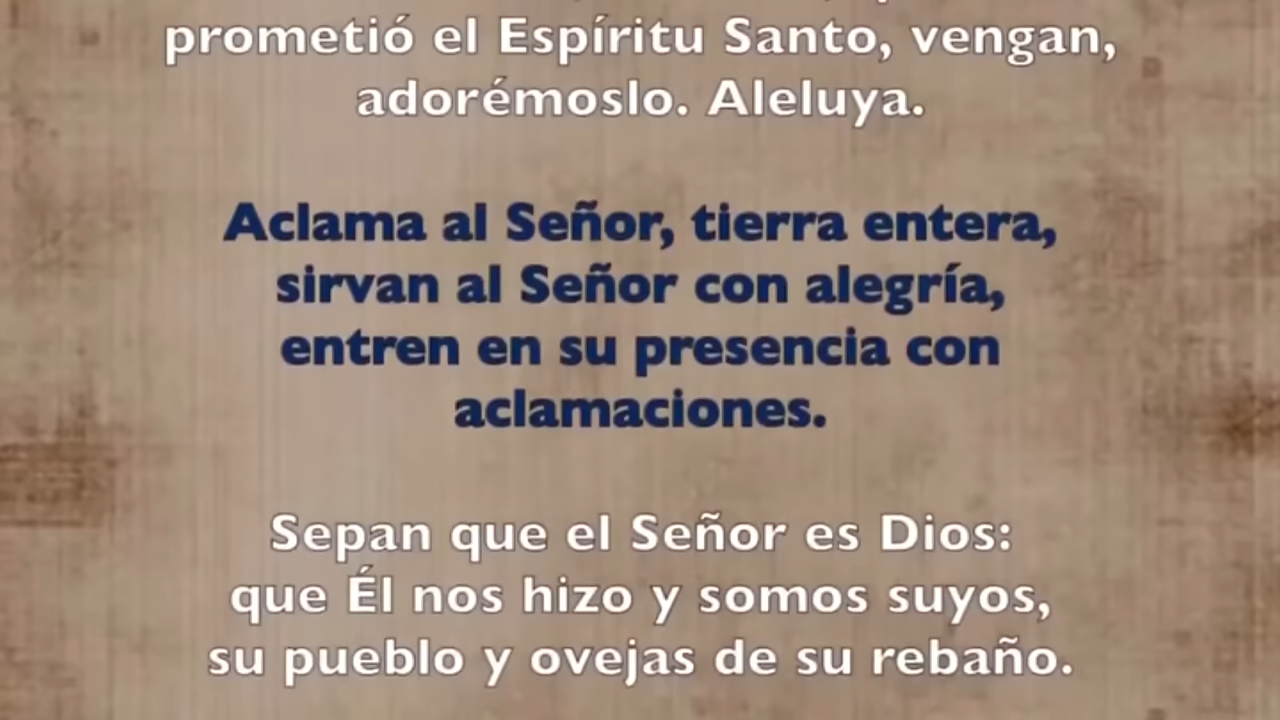 prometió el Espíritu Santo, vengan,
adorémoslo. Aleluya.
Aclama al Señor, tierra entera,
sirvan al Señor con alegría,
entren en su presencia con
aclamaciones.
Sepan que el Señor es Dios:
que Él nos hizo y somos suyos,
su pueblo y ovejas de su rebaño.